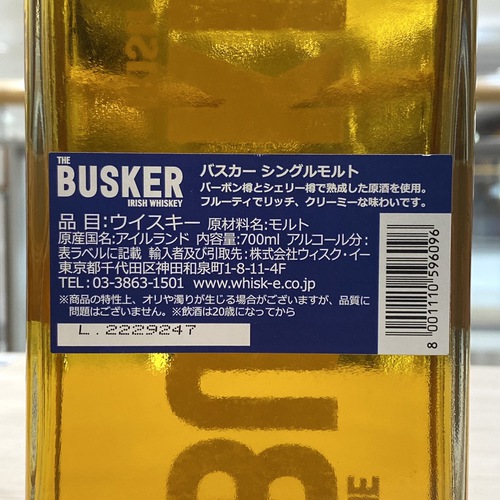 THE
BUSKER
IRISH WHISKEY
バスカー シングルモルト
バーボン樽とシェリー樽で熟成した原酒を使用。
フルーティでリッチ、クリーミーな味わいです。
品 目:ウイスキー 原材料名:モルト
原産国名:アイルランド 内容量:700ml アルコール分:
表ラベルに記載 輸入者及び引取先:株式会社ウィスク・イー
東京都千代田区神田和泉町1-8-11-4F
TEL:03-3863-1501 www.whisk-e.co.jp
※商品の特性上、オリや濁りが生じる場合がございますが、品質に
問題はございません。※飲酒は20歳になってから
L.2229247
8 001110 596096